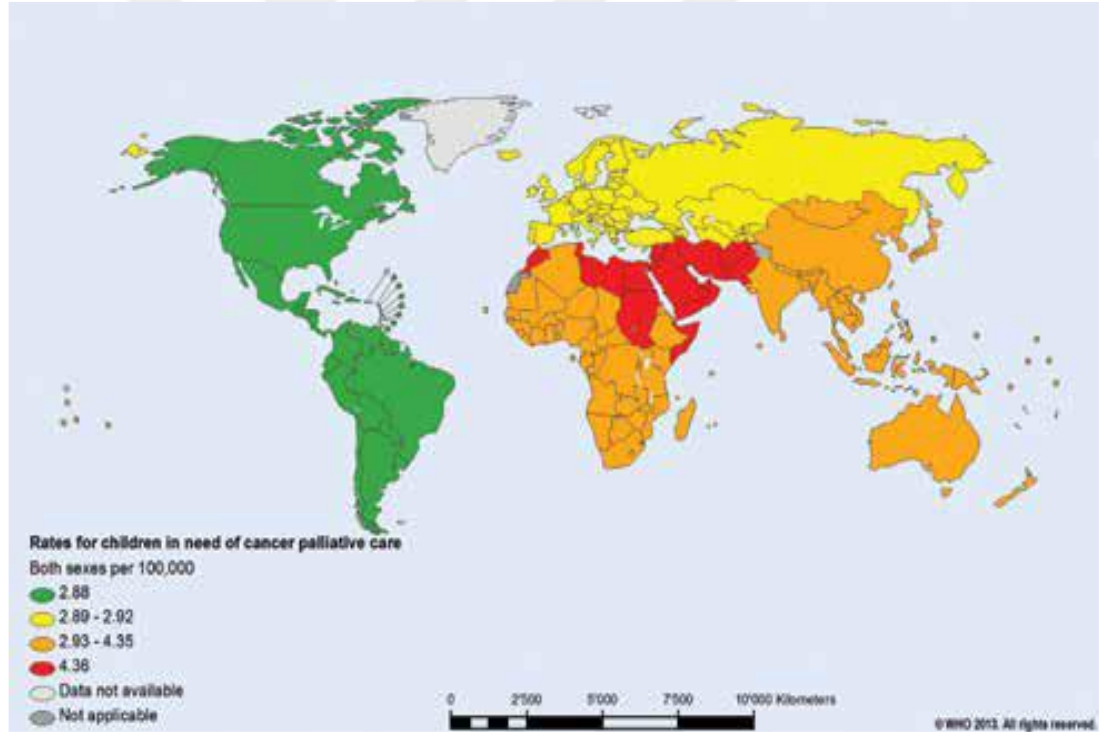 Rates for children in need of cancer palliative care
Both sexes per 100,000
2.88
2.89 - 2.92
2.93 - 4.35
4.36
Data not available
Not applicable
0 2'500 5'000 7'500 10'000 Kilometers
© WHO 2013. All rights reserved.